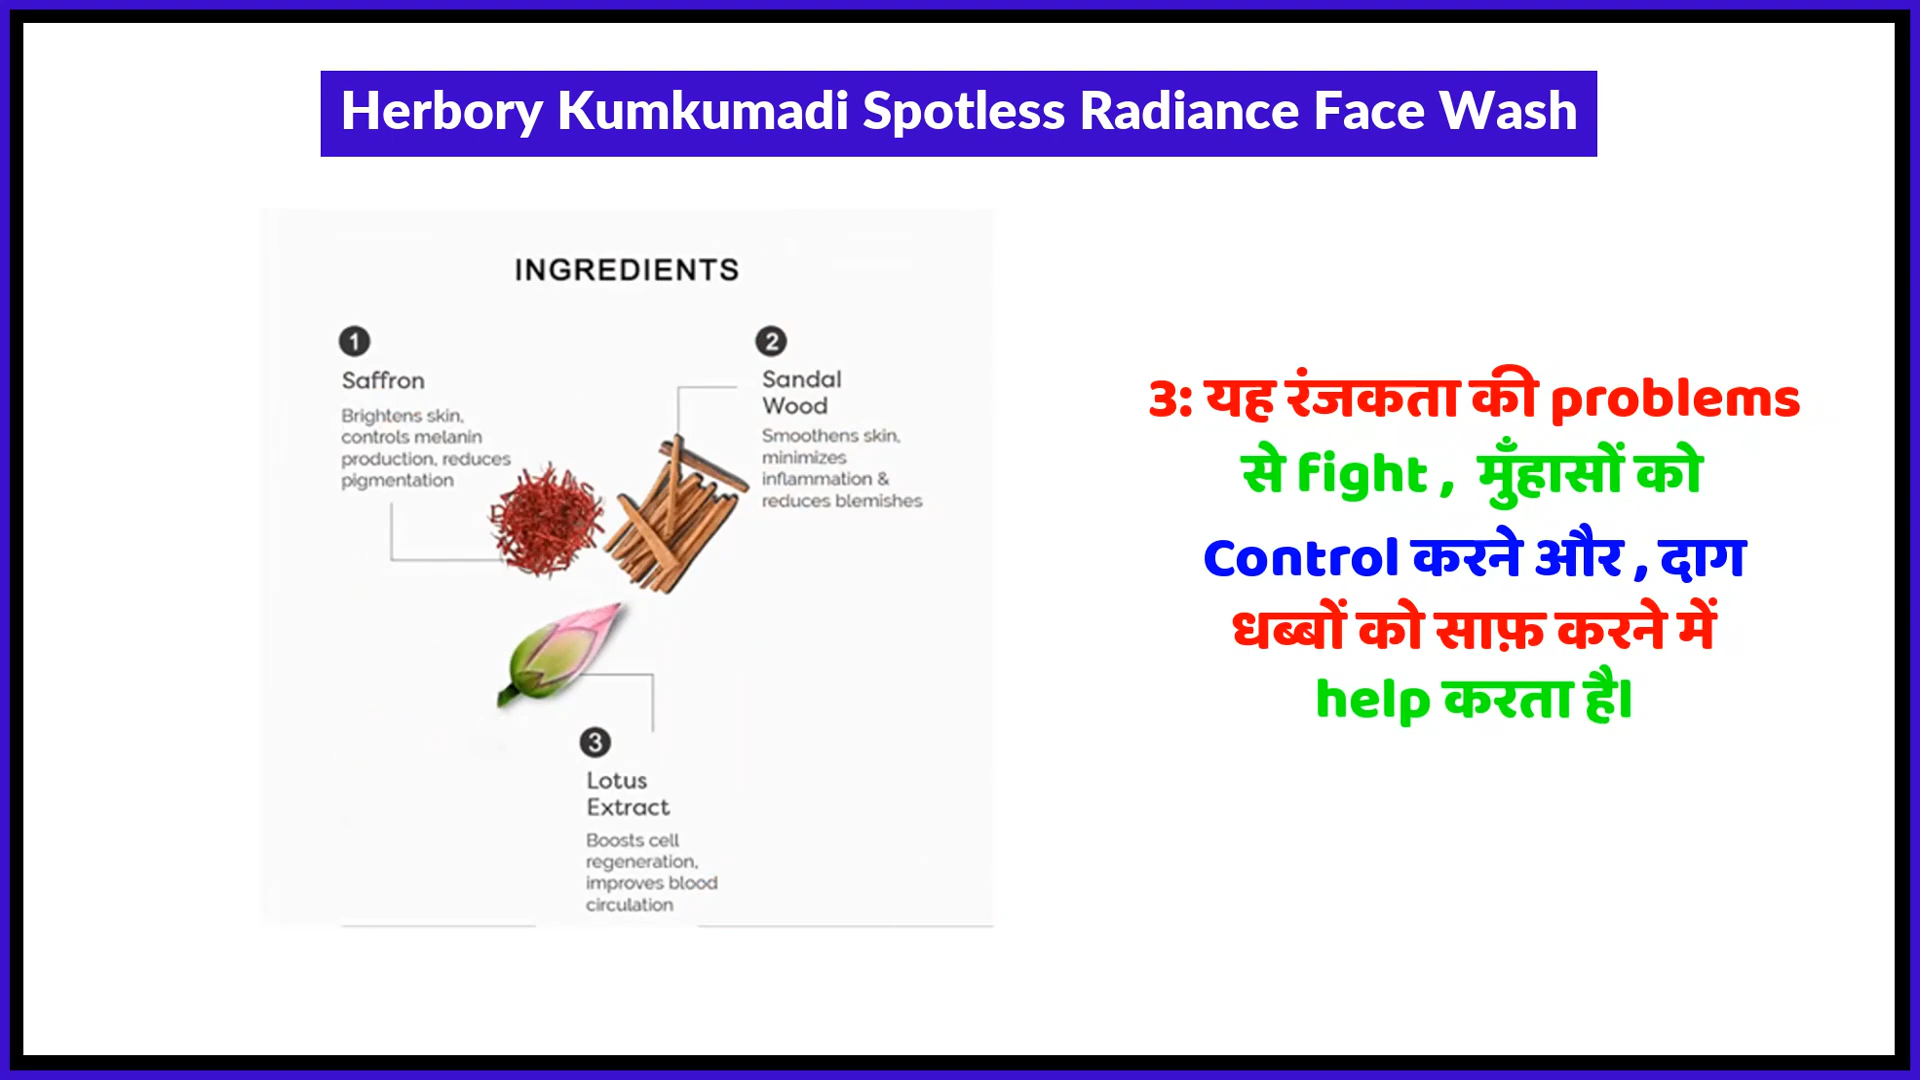 Herbory Kumkumadi Spotless Radiance Face Wash
INGREDIENTS
1
Saffron
Brightens skin,
controls melanin
production, reduces
pigmentation
2
Sandal
Wood
Smoothens skin,
minimizes
inflammation &
reduces blemishes
3
Lotus
Extract
Boosts cell
regeneration,
improves blood
circulation
3: यह रंजकता की problems
से fight , मुँहासों को
Control करने और , दाग
धब्बों को साफ़ करने में
help करता है।